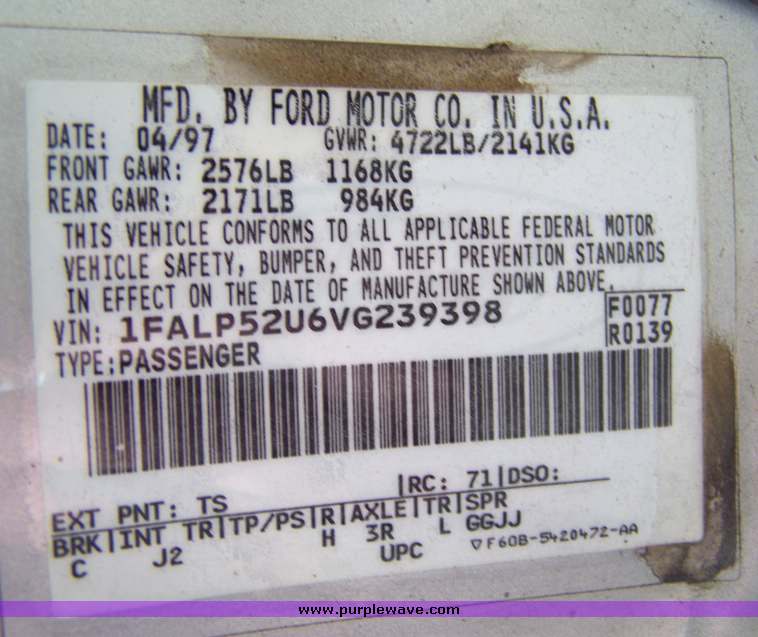 MFD. BY FORD MOTOR CO. IN U.S.A.
DATE: 04/97 GVWR: 4722LB/2141KG
FRONT GAWR: 2576LB 1168KG
REAR GAWR: 2171LB 984KG
THIS VEHICLE CONFORMS TO ALL APPLICABLE FEDERAL MOTOR
VEHICLE SAFETY, BUMPER, AND THEFT PREVENTION STANDARDS
IN EFFECT ON THE DATE OF MANUFACTURE SHOWN ABOVE.
VIN: 1FALP52U6VG239398 F0077
TYPE:PASSENGER R0139
EXT PNT: TS |RC: 71|DSO:
BRK|INT TR|TP/PS|R|AXLE|TR|SPR
C J2 H 3R L GGJJ
UPC ▽F60B-5420472-AA
www.purplewave.com